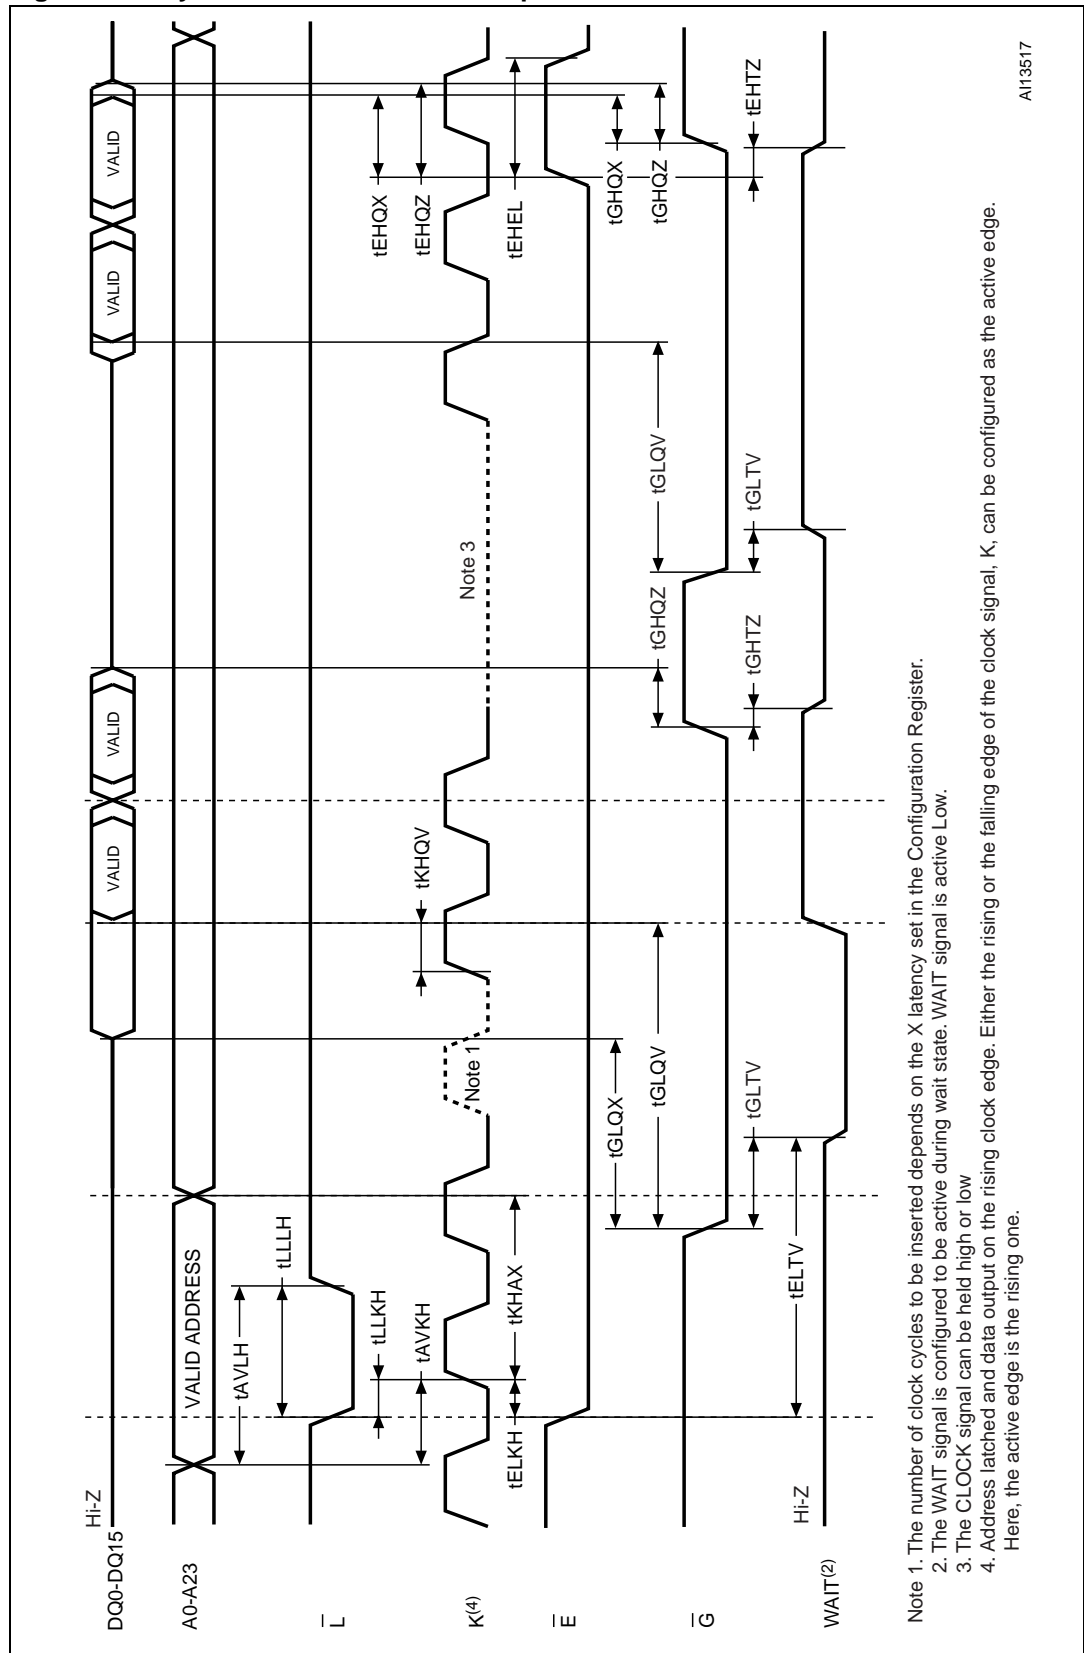 Hi-Z
DQ0-DQ15
VALID
VALID
VALID
VALID
A0-A23
VALID ADDRESS
tAVLH
tLLLH
L
tLLKH
tAVKH
tKHQV
tEHQX
tEHQZ
K(4)
Note 1
Note 3
tELKH
tKHAX
tEHEL
E
tGLQX
tGHQX
tGLQV
tGHQZ
tGLQV
tGHQZ
G
tGLTV
tGHTZ
tGLTV
tEHTZ
tELTV
Hi-Z
WAIT(2)
Note 1. The number of clock cycles to be inserted depends on the X latency set in the Configuration Register.
2. The WAIT signal is configured to be active during wait state. WAIT signal is active Low.
3. The CLOCK signal can be held high or low
4. Address latched and data output on the rising clock edge. Either the rising or the falling edge of the clock signal, K, can be configured as the active edge.
Here, the active edge is the rising one.
AI13517